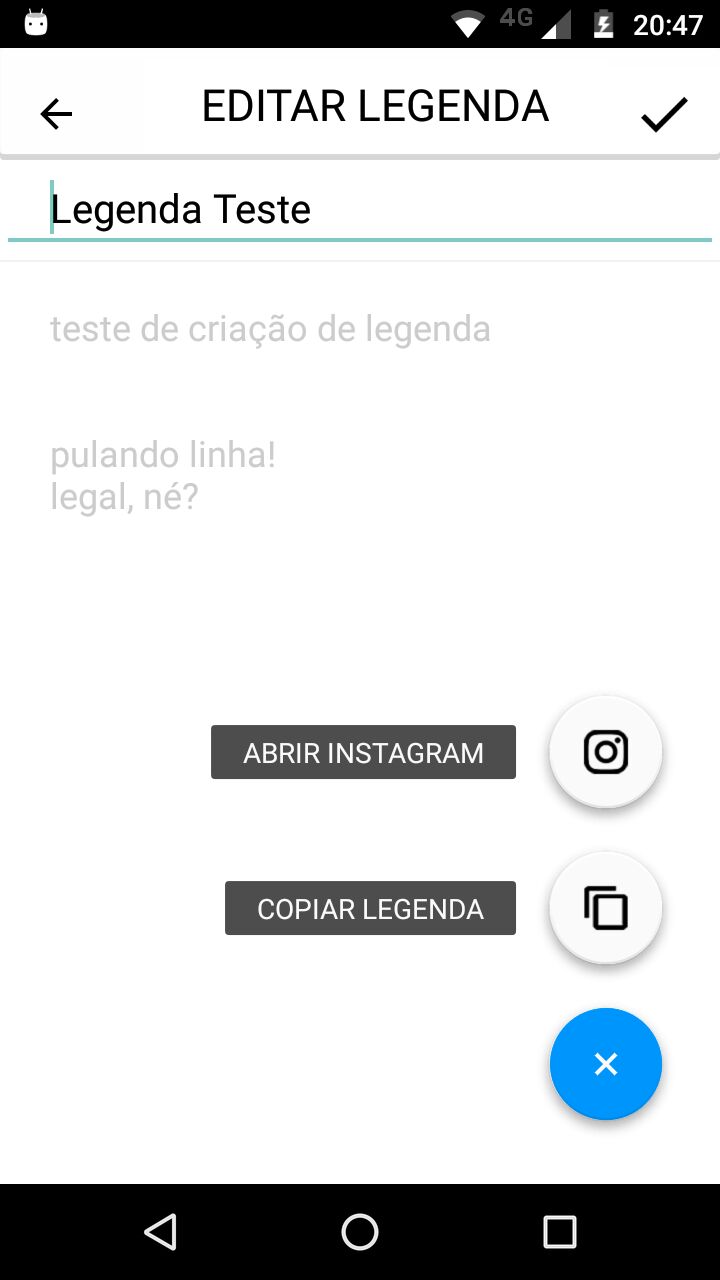 4G 20:47
EDITAR LEGENDA
Legenda Teste
teste de criação de legenda
pulando linha!
legal, né?
ABRIR INSTAGRAM
COPIAR LEGENDA